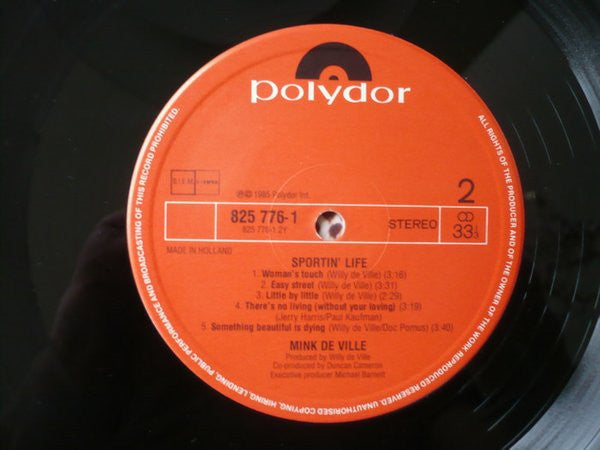 polydor
B.I.E.M.
℗© 1985 Polydor Int.
2
825 776-1
825 776-1 2Y
STEREO
33⅓
MADE IN HOLLAND
SPORTIN' LIFE
1. Woman's touch (Willy de Ville) (3:16)
2. Easy street (Willy de Ville) (3:31)
3. Little by little (Willy de Ville) (2:29)
4. There's no living (without your loving) (3:19)
(Jerry Harris/Paul Kaufman)
5. Something beautiful is dying (Willy de Ville/Doc Pomus) (3:40)
MINK DE VILLE
Produced by Willy de Ville
Co-produced by Duncan Cameron
Executive producer Michael Barnett
ALL RIGHTS OF THE PRODUCER AND OF THE OWNER OF THE WORK REPRODUCED RESERVED. UNAUTHORISED COPYING, HIRING, LENDING, PUBLIC PERFORMANCE AND BROADCASTING OF THIS RECORD PROHIBITED.